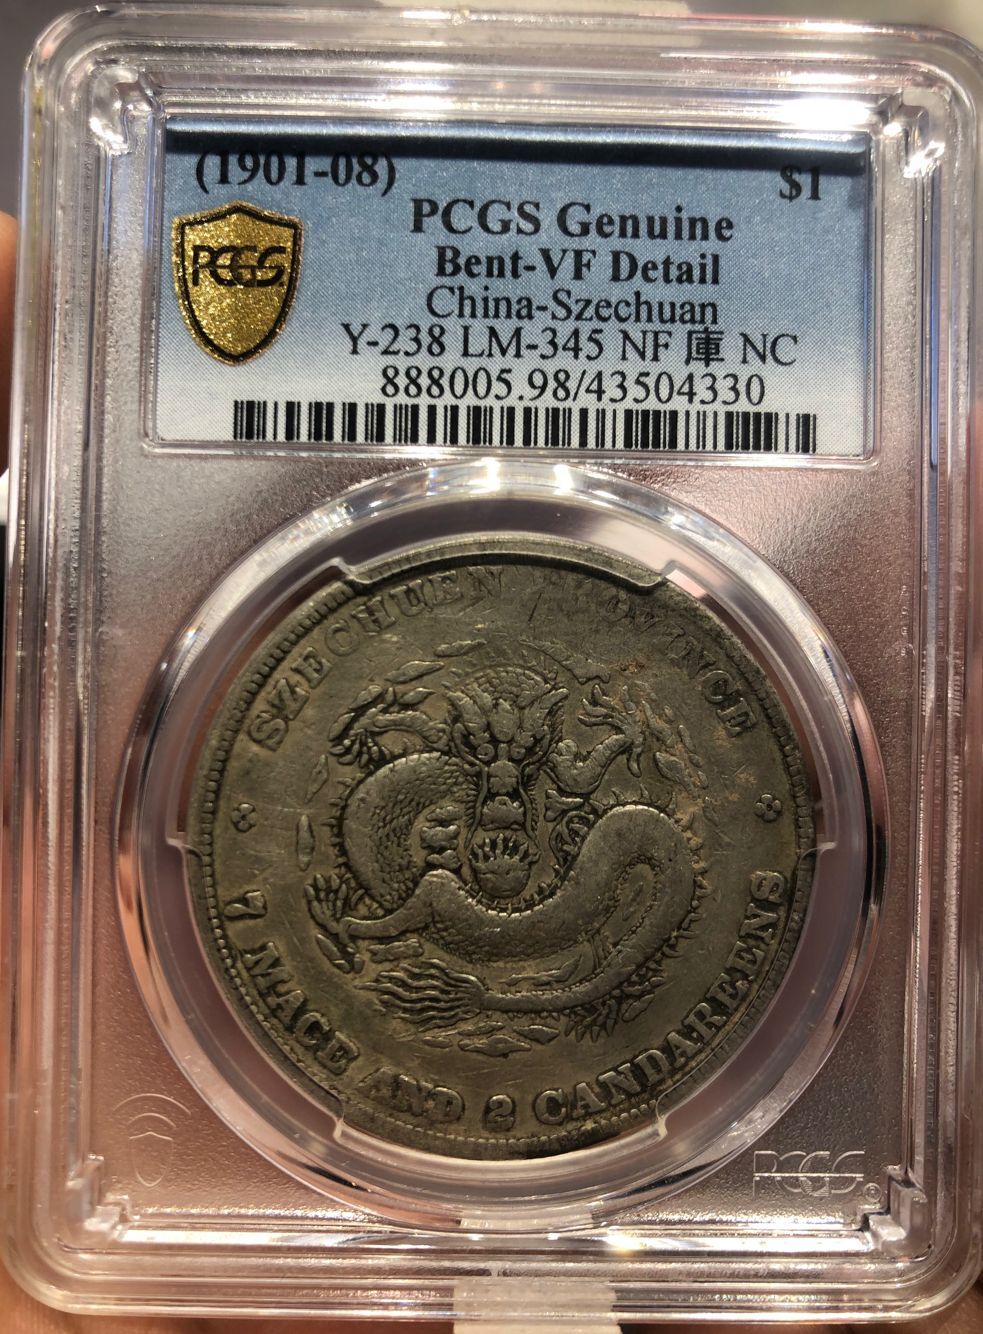 (1901-08) $1
PCGS Genuine
PCGS
Bent-VF Detail
China-Szechuan
Y-238 LM-345 NF 庫 NC
888005.98/43504330
SZECHUEN PROVINCE
7 MACE AND 2 CANDAREENS
PCGS